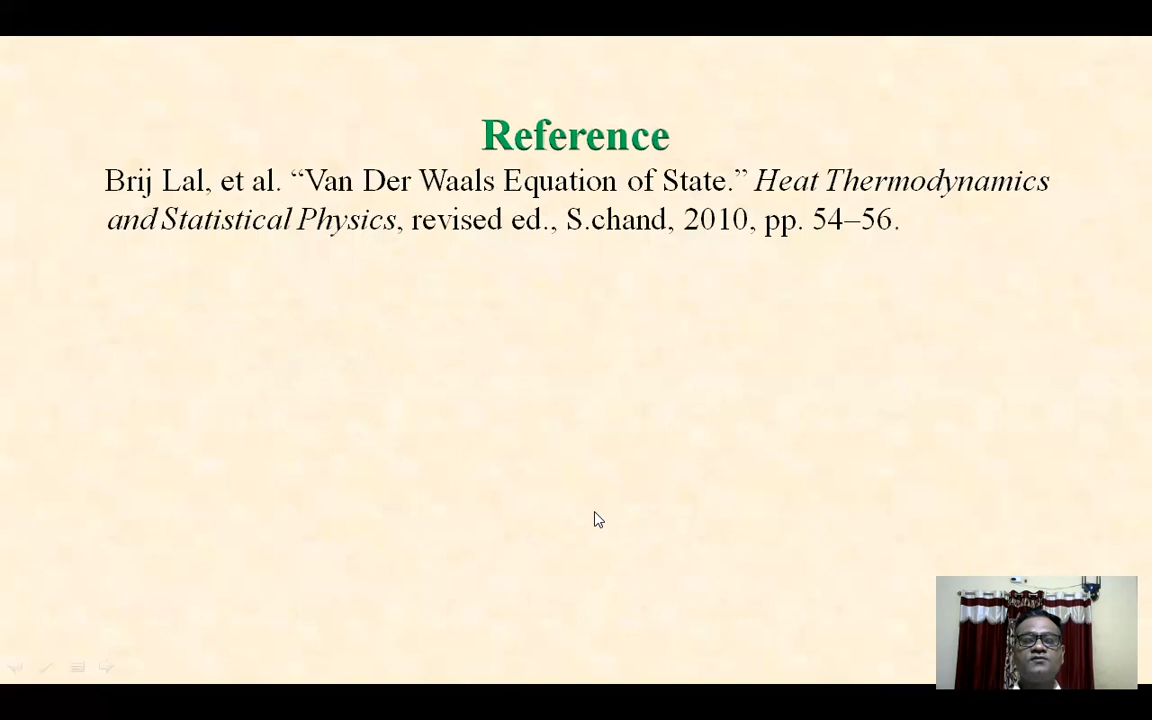 Reference
Brij Lal, et al. “Van Der Waals Equation of State.” Heat Thermodynamics
and Statistical Physics, revised ed., S.chand, 2010, pp. 54–56.